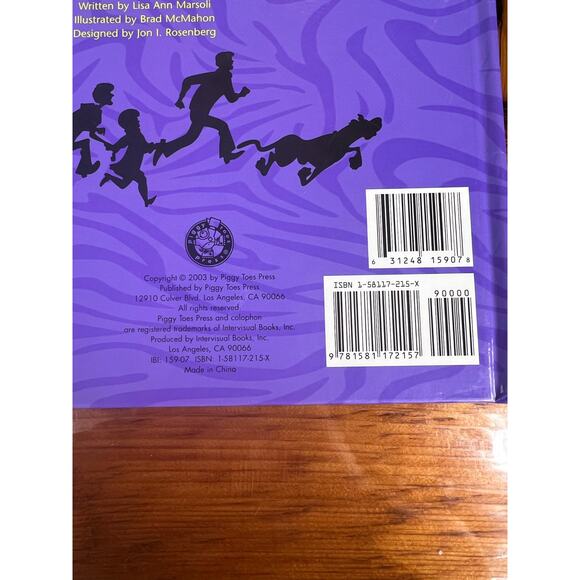 Written by Lisa Ann Marsoli
Illustrated by Brad McMahon
Designed by Jon I. Rosenberg
Piggy Toes
Press
Copyright © 2003 by Piggy Toes Press
Published by Piggy Toes Press
12910 Culver Blvd. Los Angeles, CA 90066
All rights reserved
Piggy Toes Press and colophon
are registered trademarks of Intervisual Books, Inc.
Produced by Intervisual Books, Inc.
Los Angeles, CA 90066
IBI: 159-07 ISBN: 1-58117-215-X
Made in China
6 31248 15907 8
ISBN 1-58117-215-X
90000
9 781581 172157